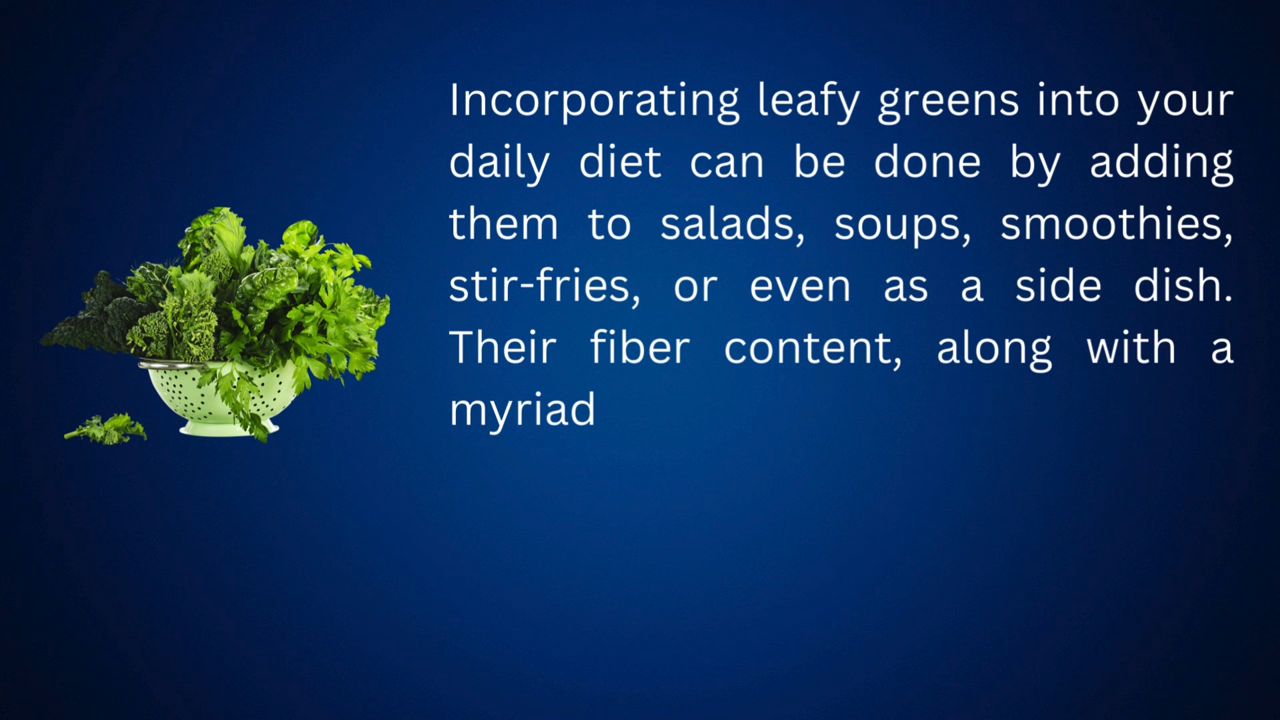 Incorporating leafy greens into your
daily diet can be done by adding
them to salads, soups, smoothies,
stir-fries, or even as a side dish.
Their fiber content, along with a
myriad